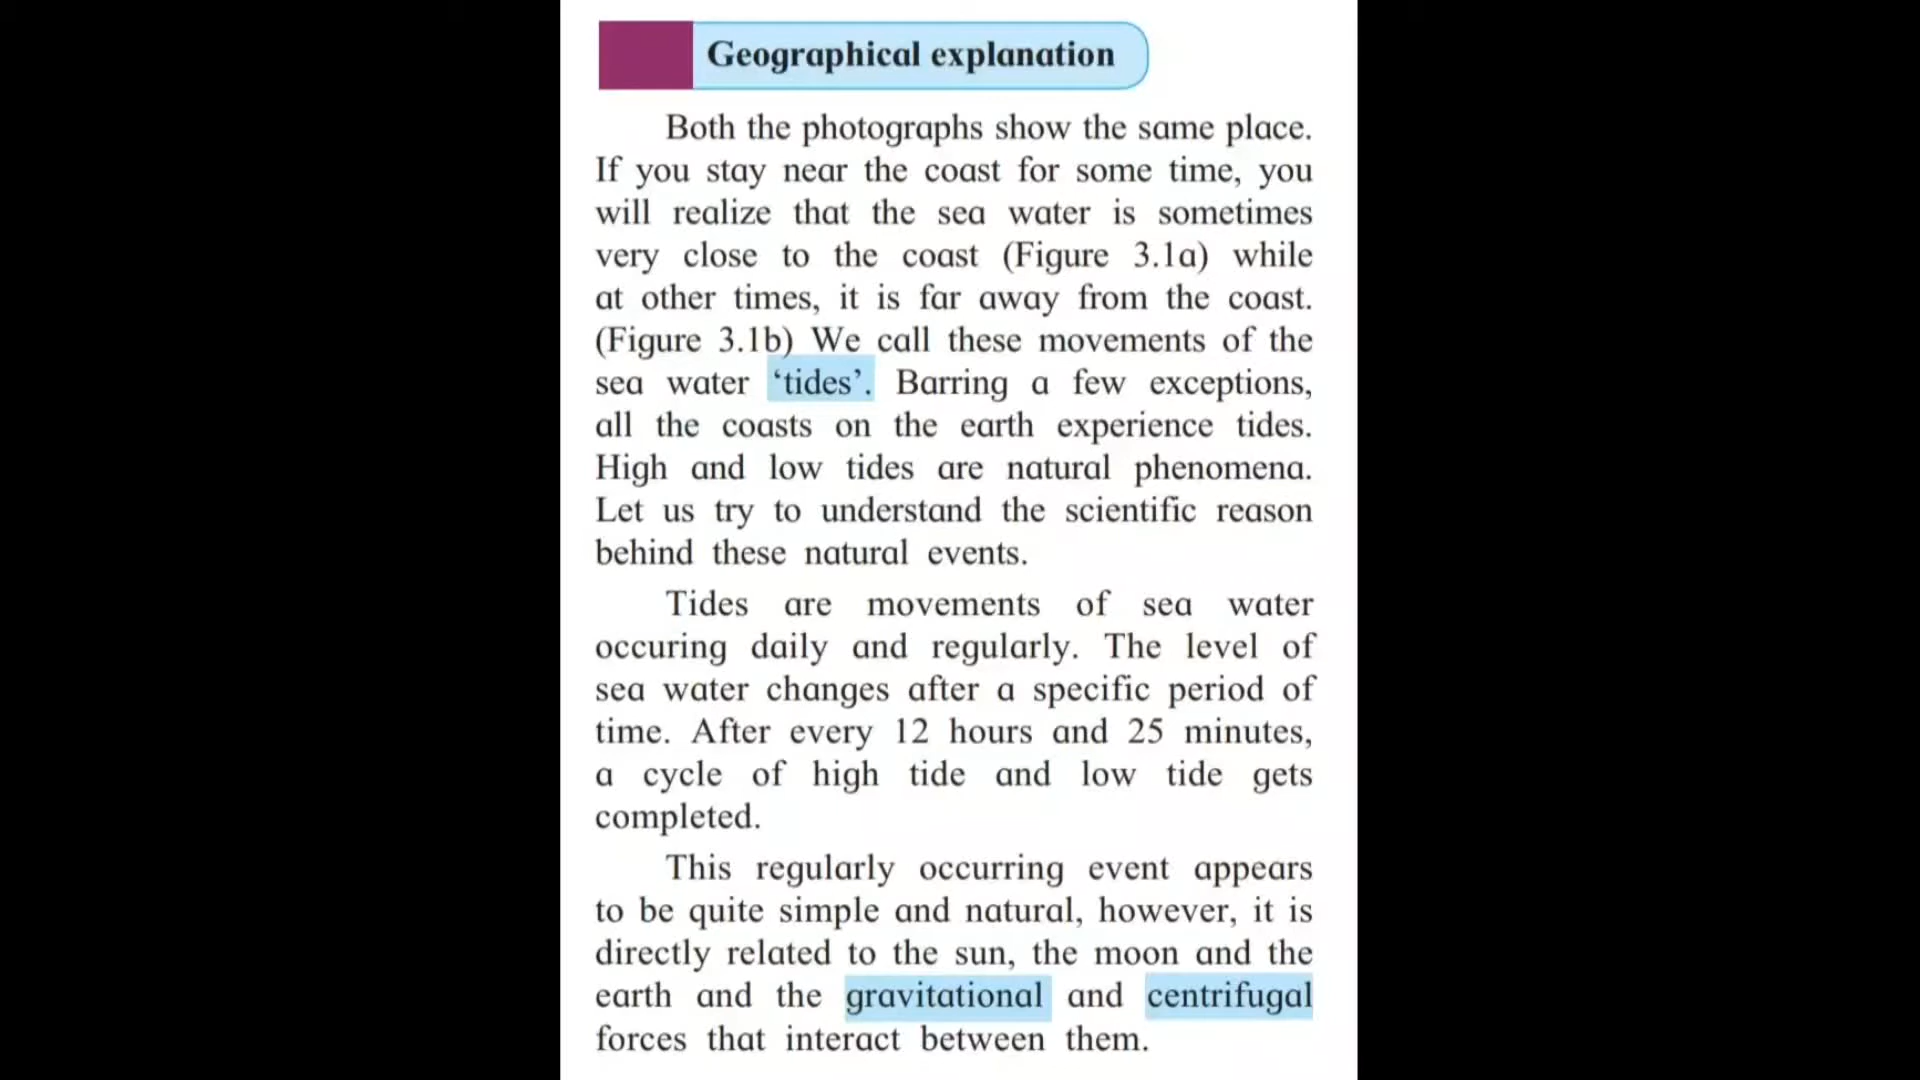 Geographical explanation
Both the photographs show the same place.
If you stay near the coast for some time, you
will realize that the sea water is sometimes
very close to the coast (Figure 3.1a) while
at other times, it is far away from the coast.
(Figure 3.1b) We call these movements of the
sea water ‘tides’. Barring a few exceptions,
all the coasts on the earth experience tides.
High and low tides are natural phenomena.
Let us try to understand the scientific reason
behind these natural events.
Tides are movements of sea water
occuring daily and regularly. The level of
sea water changes after a specific period of
time. After every 12 hours and 25 minutes,
a cycle of high tide and low tide gets
completed.
This regularly occurring event appears
to be quite simple and natural, however, it is
directly related to the sun, the moon and the
earth and the gravitational and centrifugal
forces that interact between them.